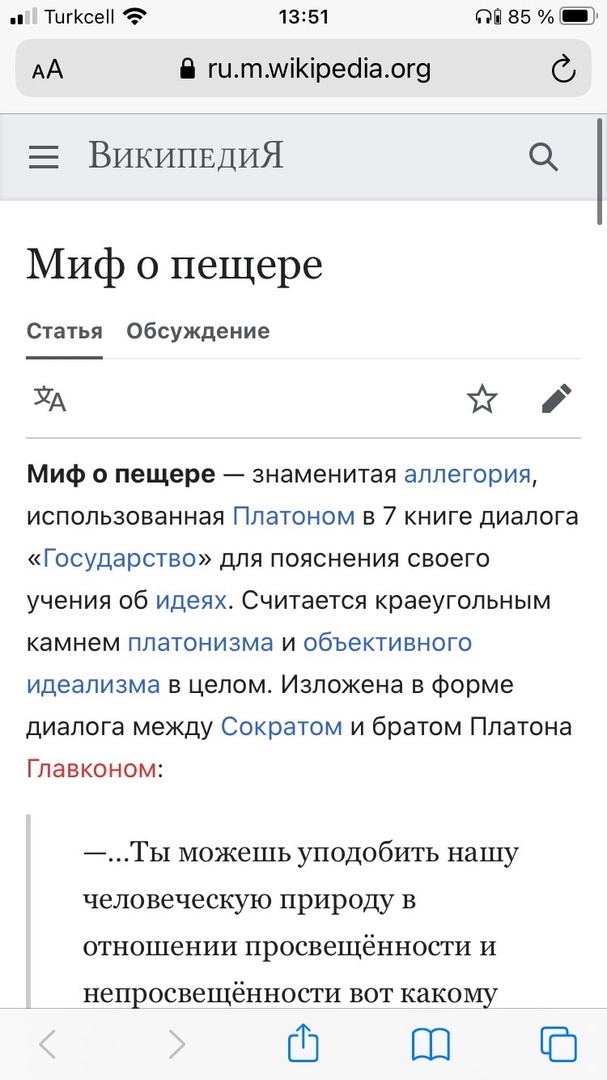 Turkcell 13:51 85 %
AA ru.m.wikipedia.org
ВикипедиЯ
Миф о пещере
Статья Обсуждение
文A
Миф о пещере — знаменитая аллегория,
использованная Платоном в 7 книге диалога
«Государство» для пояснения своего
учения об идеях. Считается краеугольным
камнем платонизма и объективного
идеализма в целом. Изложена в форме
диалога между Сократом и братом Платона
Главконом:
—...Ты можешь уподобить нашу
человеческую природу в
отношении просвещённости и
непросвещённости вот какому